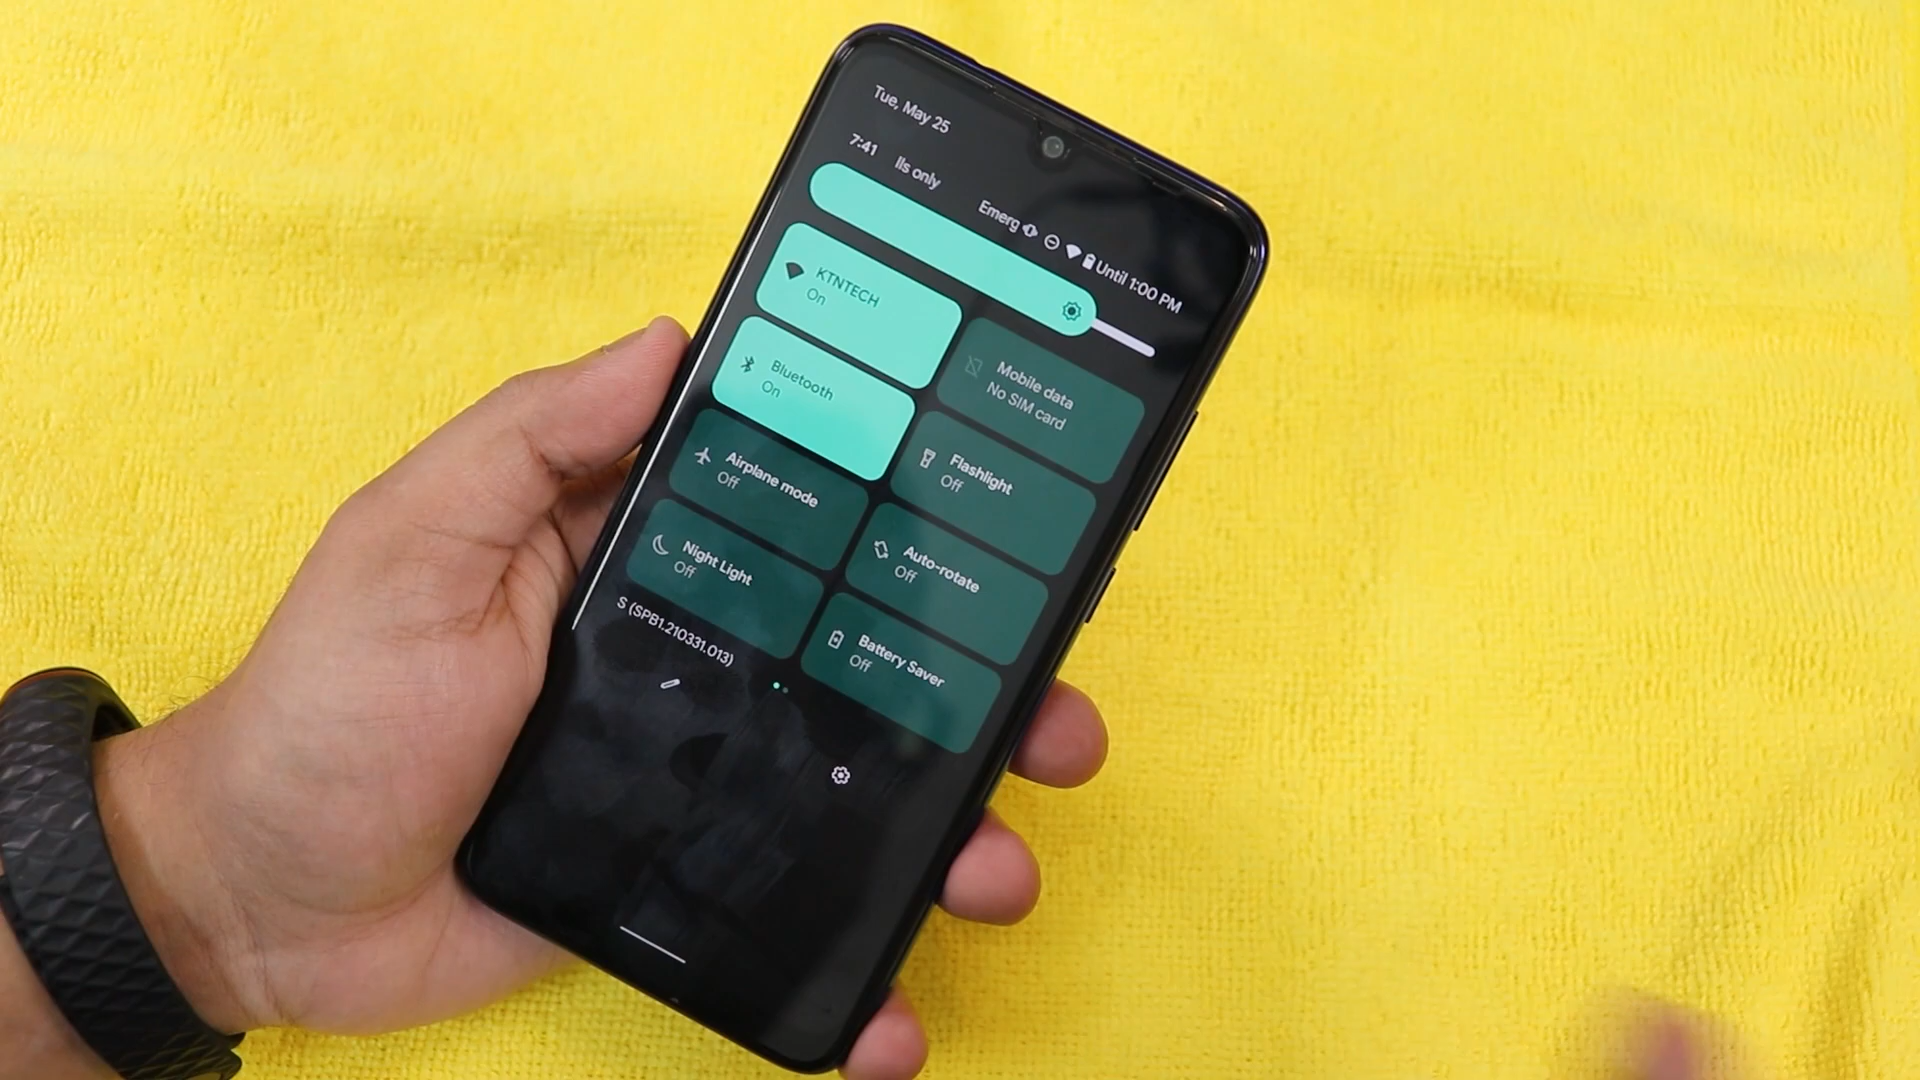 Tue, May 25
7:41
lls only
Emerg
Until 1:00 PM
KTNTECH
On
Mobile data
No SIM card
Bluetooth
On
Flashlight
Off
Airplane mode
Off
Auto-rotate
Off
Night Light
Off
Battery Saver
Off
S (SPB1.210331.013)